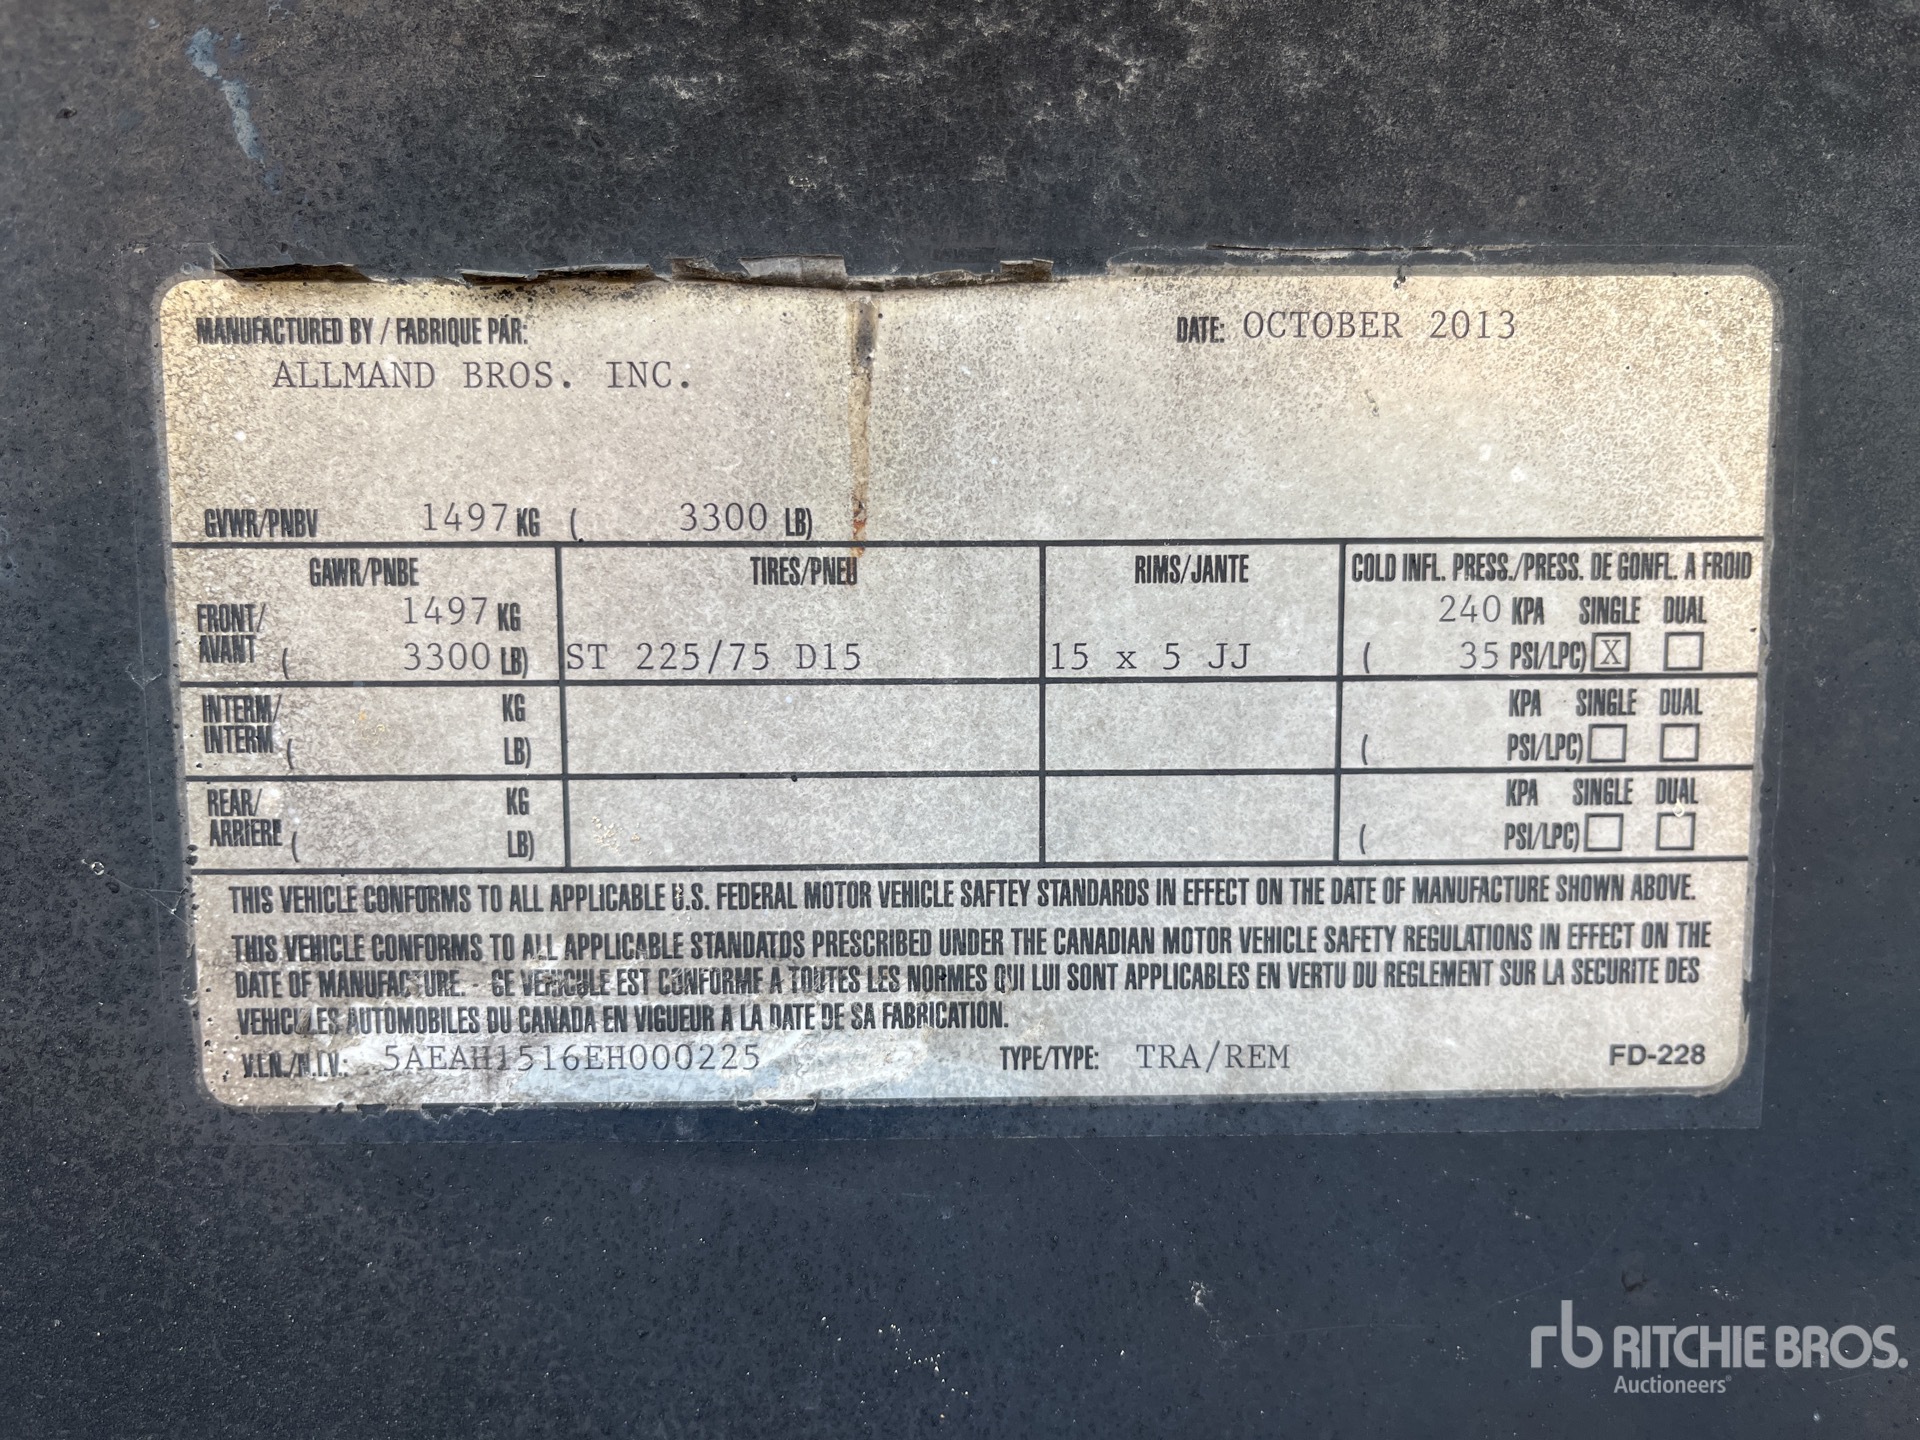 MANUFACTURED BY / FABRIQUE PAR: DATE: OCTOBER 2013
ALLMAND BROS. INC.
GVWR/PNBV 1497 KG ( 3300 LB)
GAWR/PNBE TIRES/PNEU RIMS/JANTE COLD INFL. PRESS./PRESS. DE GONFL. A FROID
FRONT/ 1497 KG 240 KPA SINGLE DUAL
AVANT ( 3300 LB) ST 225/75 D15 15 x 5 JJ ( 35 PSI/LPC) X
INTERM/ KG KPA SINGLE DUAL
INTERM ( LB) ( PSI/LPC)
REAR/ KG KPA SINGLE DUAL
ARRIERE ( LB) ( PSI/LPC)
THIS VEHICLE CONFORMS TO ALL APPLICABLE U.S. FEDERAL MOTOR VEHICLE SAFTEY STANDARDS IN EFFECT ON THE DATE OF MANUFACTURE SHOWN ABOVE.
THIS VEHICLE CONFORMS TO ALL APPLICABLE STANDATDS PRESCRIBED UNDER THE CANADIAN MOTOR VEHICLE SAFETY REGULATIONS IN EFFECT ON THE
DATE OF MANUFACTURE. - CE VEHICULE EST CONFORME A TOUTES LES NORMES QUI LUI SONT APPLICABLES EN VERTU DU REGLEMENT SUR LA SECURITE DES
VEHICULES AUTOMOBILES DU CANADA EN VIGUEUR A LA DATE DE SA FABRICATION.
V.I.N./N.I.V.: 5AEAH1516EH000225 TYPE/TYPE: TRA/REM FD-228
rb RITCHIE BROS.
Auctioneers